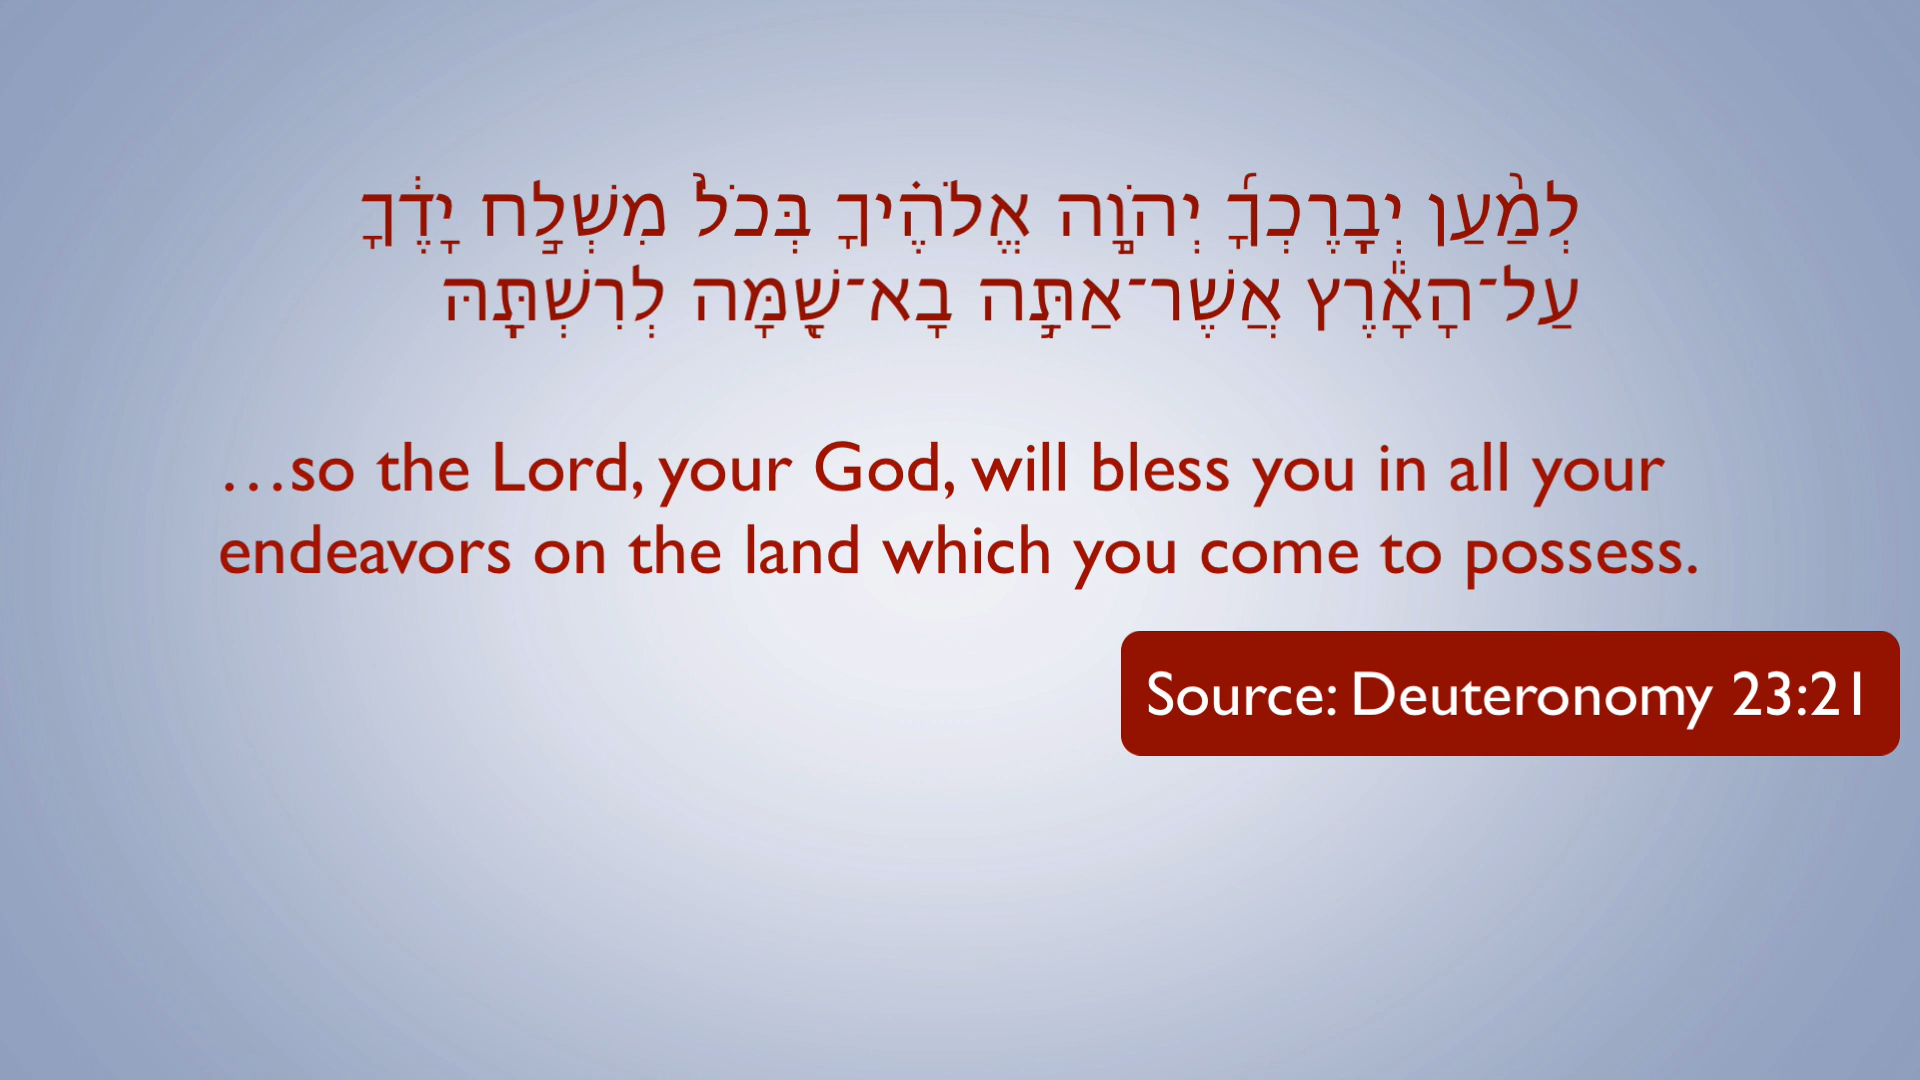 לְמַ֨עַן יְבָרֶכְךָ֜ יְהֹוָ֣ה אֱלֹהֶ֗יךָ בְּכֹל֙ מִשְׁלַ֣ח יָדֶ֔ךָ
עַל־הָאָ֕רֶץ אֲשֶׁר־אַתָּ֥ה בָא־שָׁ֖מָּה לְרִשְׁתָּֽהּ
…so the Lord, your God, will bless you in all your
endeavors on the land which you come to possess.
Source: Deuteronomy 23:21